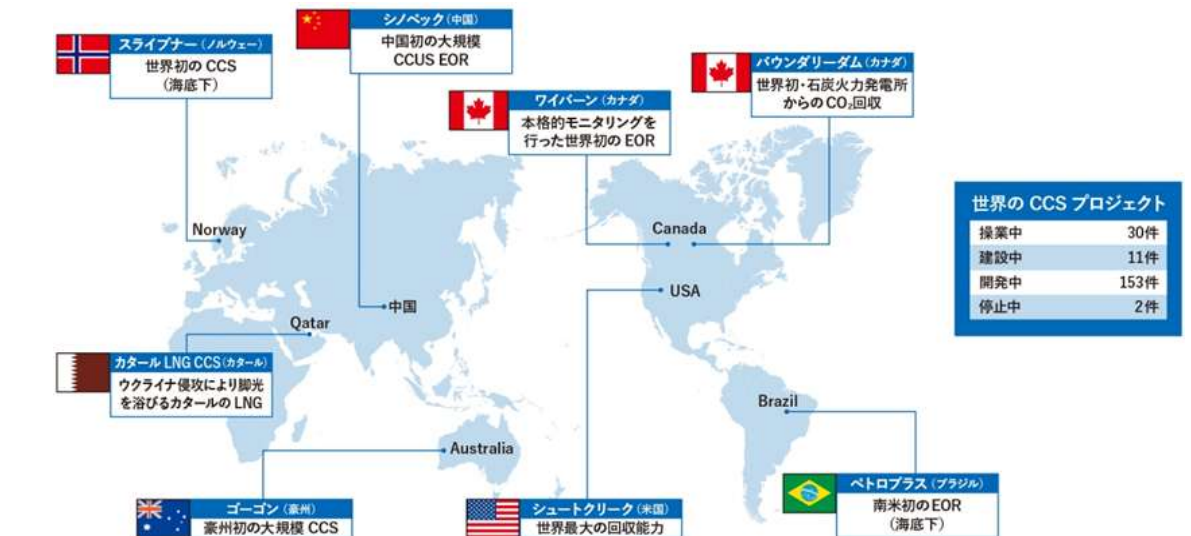 シノペック(中国)
中国初の大規模
CCUS EOR
スライプナー(ノルウェー)
世界初の CCS
(海底下)
バウンダリーダム(カナダ)
世界初・石炭火力発電所
からの CO₂回収
ワイバーン(カナダ)
本格的モニタリングを
行った世界初の EOR
世界の CCS プロジェクト
操業中 30件
建設中 11件
開発中 153件
停止中 2件
Norway
Canada
USA
中国
Qatar
カタール LNG CCS(カタール)
ウクライナ侵攻により脚光
を浴びるカタールの LNG
Brazil
Australia
ペトロブラス(ブラジル)
南米初の EOR
(海底下)
ゴーゴン(豪州)
豪州初の大規模 CCS
シュートクリーク(米国)
世界最大の回収能力